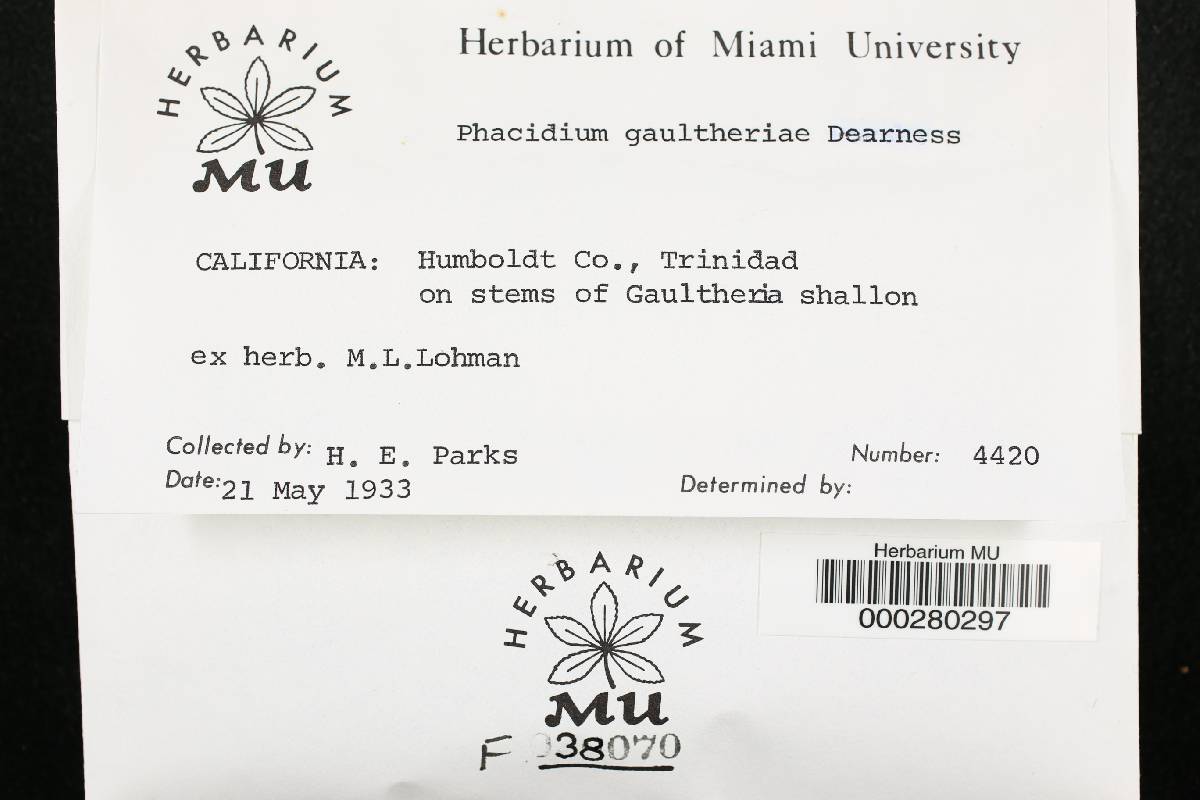 HERBARIUM
MU
Herbarium of Miami University
Phacidium gaultheriae Dearness
CALIFORNIA: Humboldt Co., Trinidad
on stems of Gaultheria shallon
ex herb. M.L.Lohman
Collected by: H. E. Parks
Number: 4420
Date: 21 May 1933
Determined by:
HERBARIUM
MU
F 038070
Herbarium MU
000280297